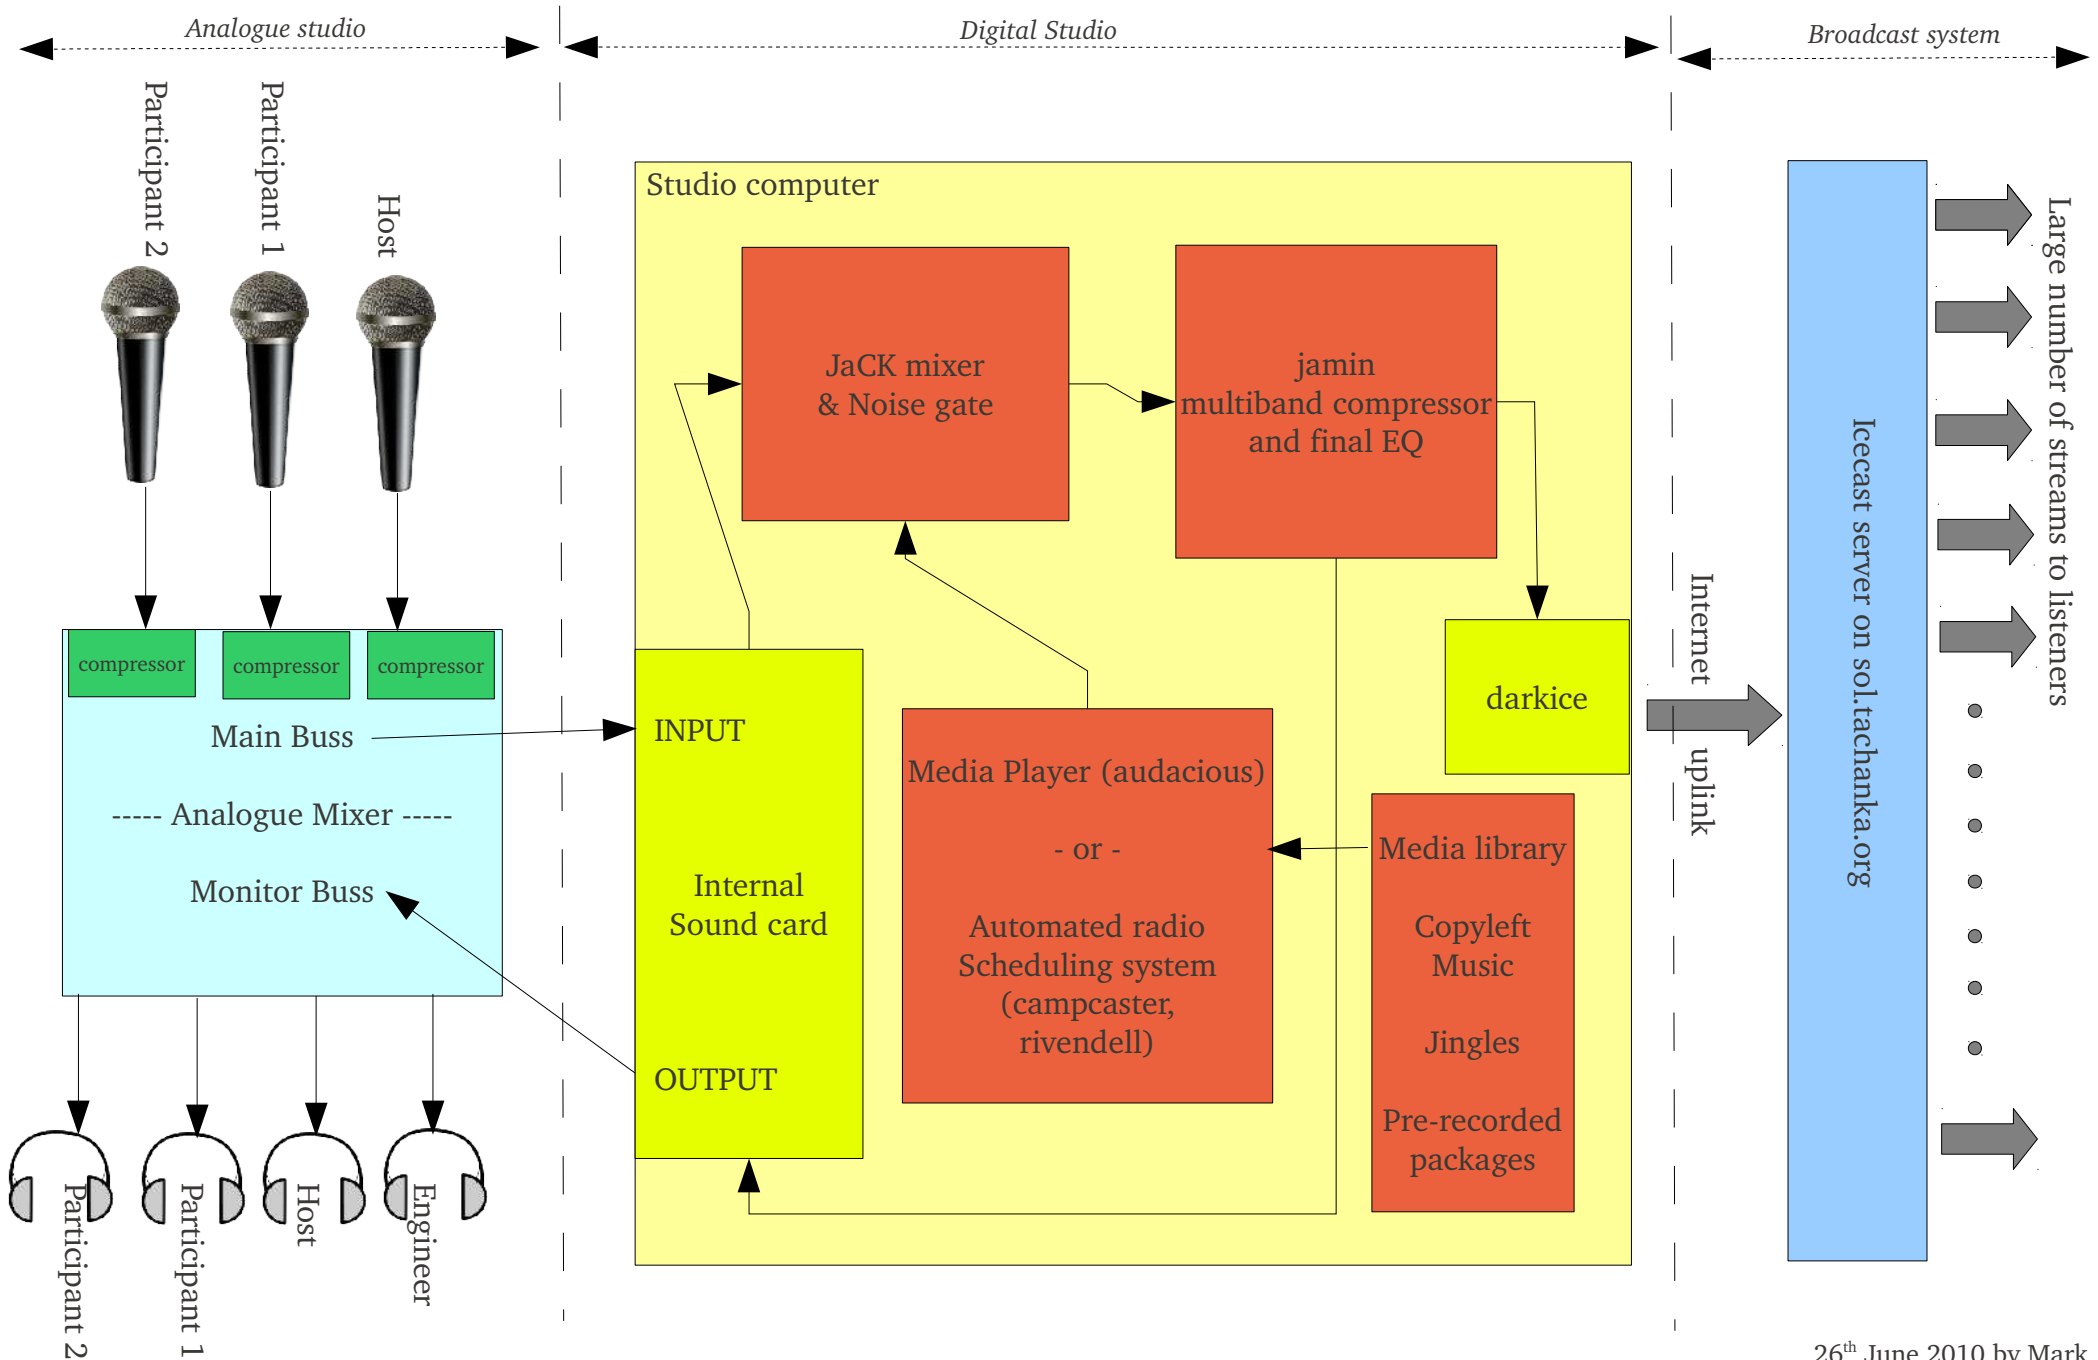 Analogue studio
Digital Studio
Broadcast system
Participant 2
Participant 1
Host
compressor
compressor
compressor
Main Buss
----- Analogue Mixer -----
Monitor Buss
Participant 2
Participant 1
Host
Engineer
Studio computer
JaCK mixer
& Noise gate
jamin
multiband compressor
and final EQ
INPUT
Internal
Sound card
OUTPUT
Media Player (audacious)
- or -
Automated radio
Scheduling system
(campcaster,
rivendell)
darkice
Media library
Copyleft
Music
Jingles
Pre-recorded
packages
Internet uplink
Icecast server on sol.tachanka.org
Large number of streams to listeners
26th June 2010 by Mark